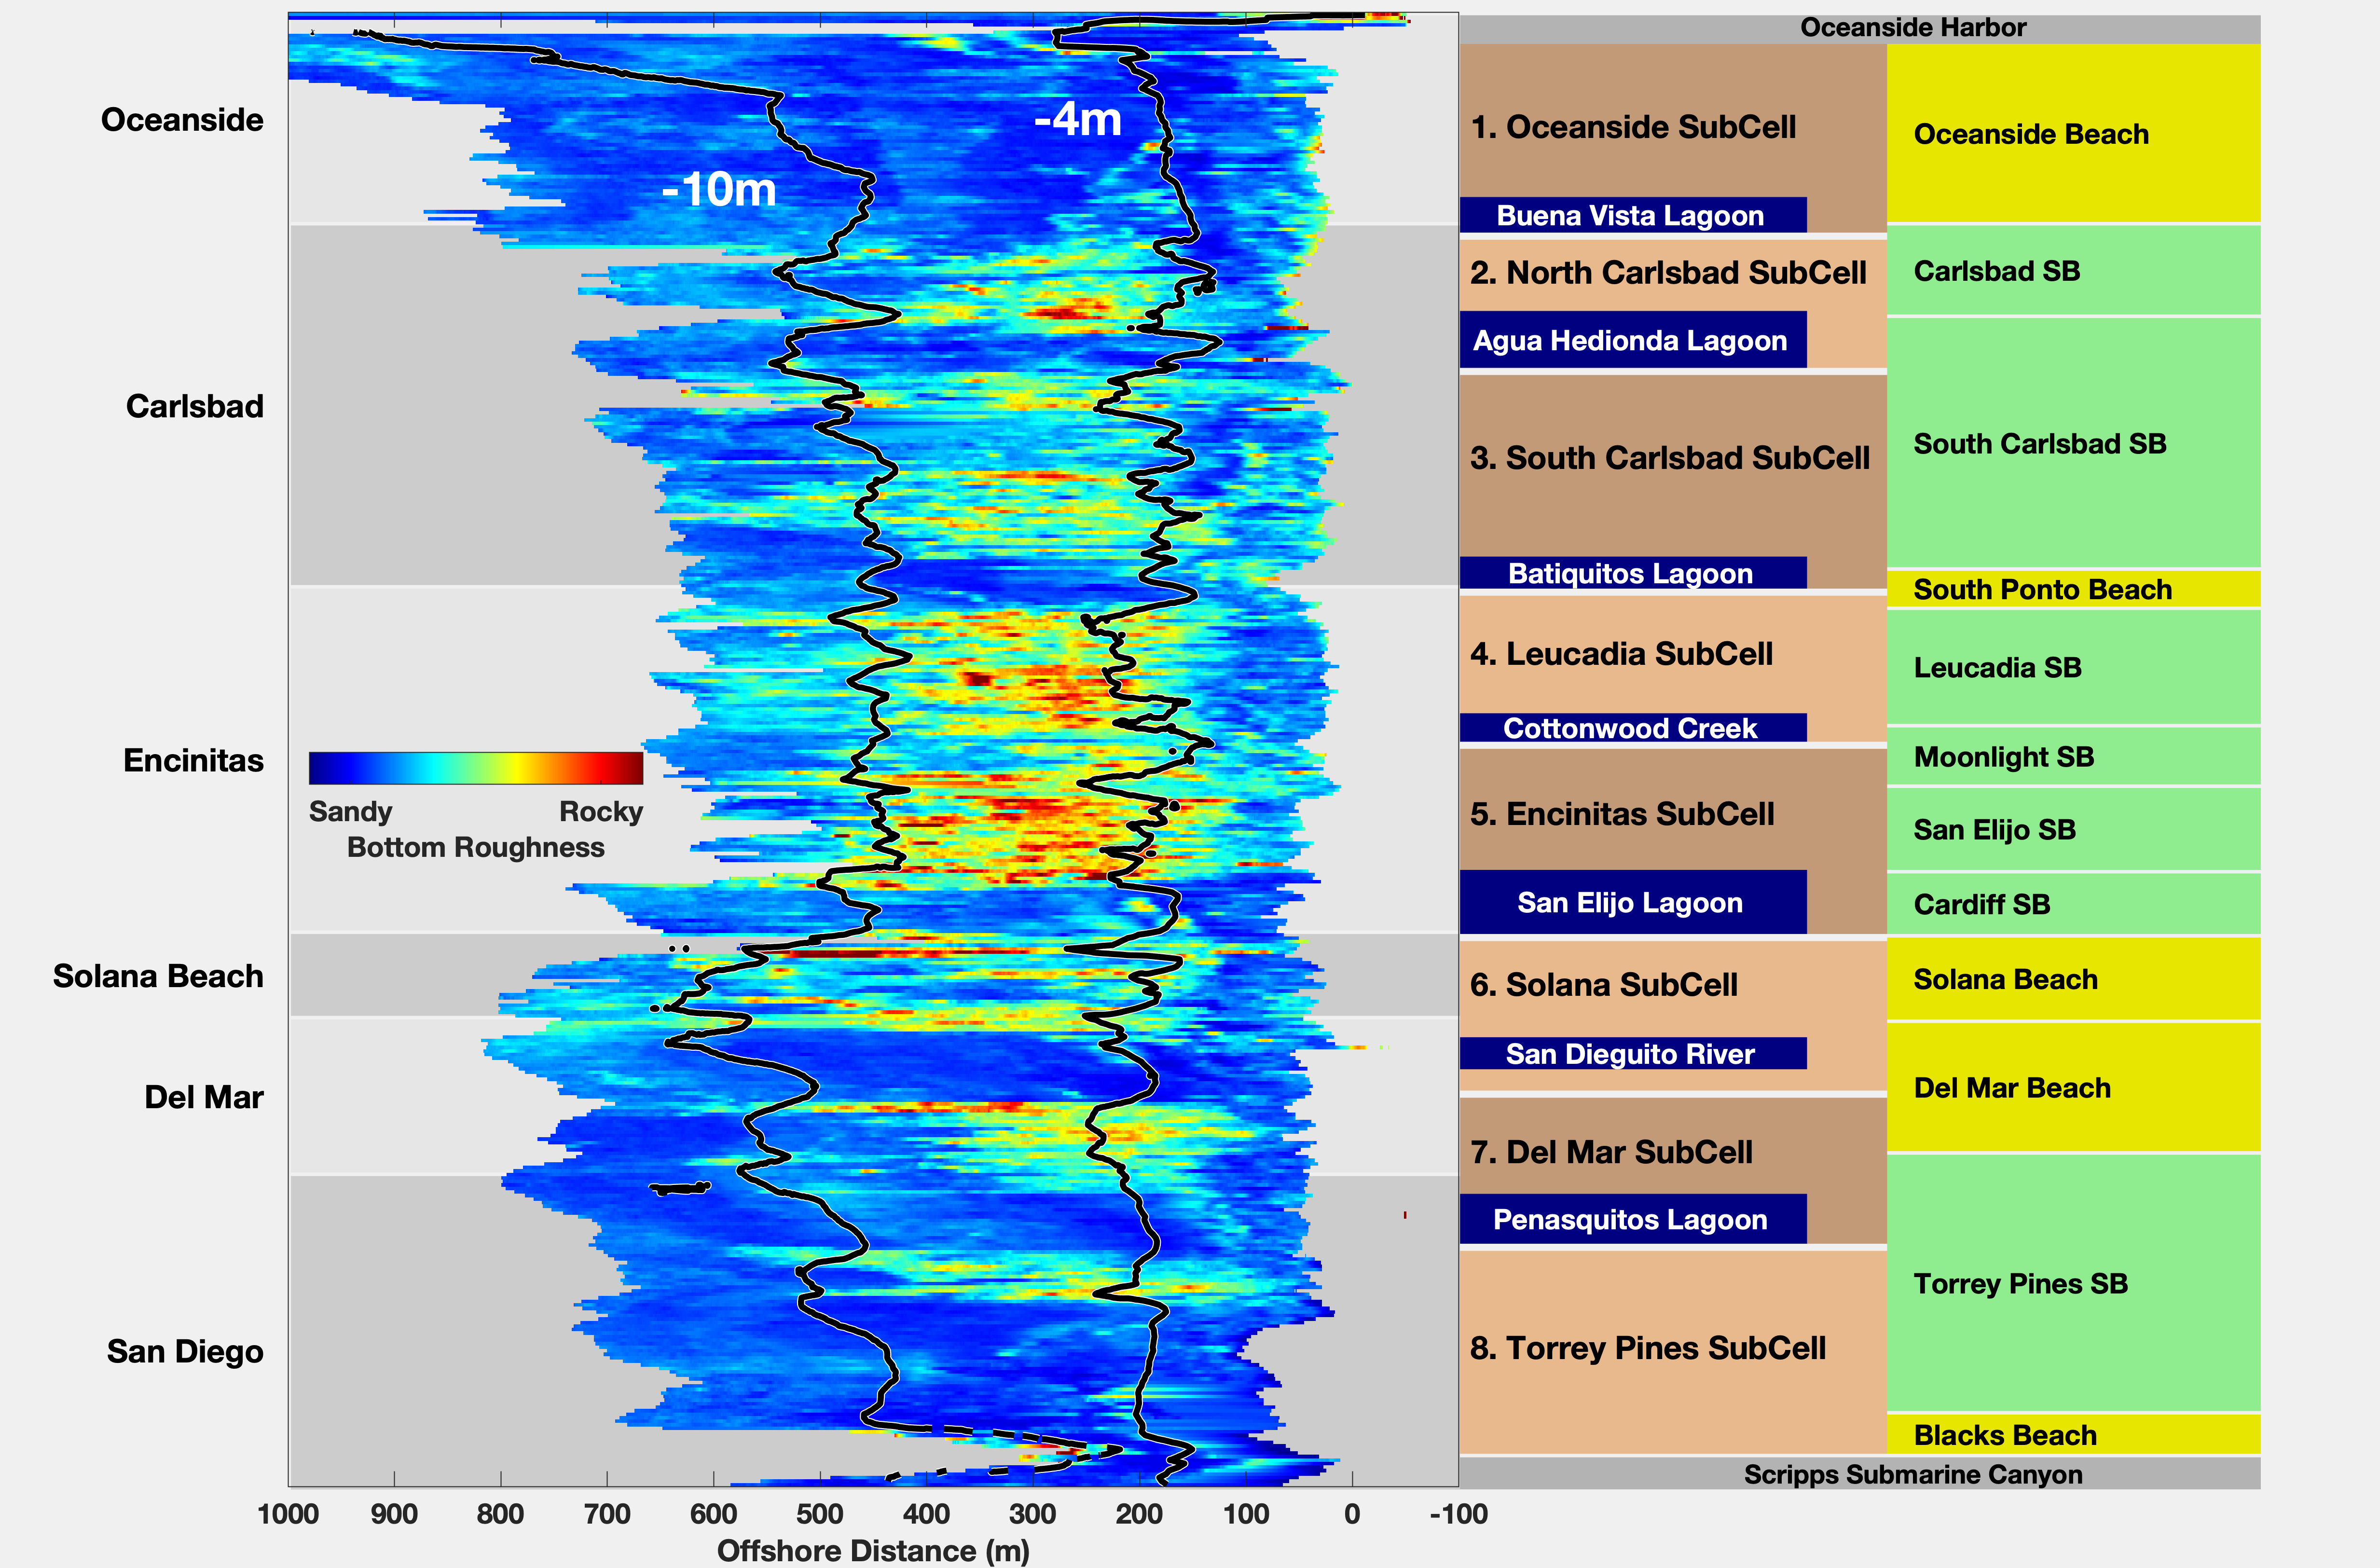 Oceanside Harbor
Oceanside
-4m
-10m
1. Oceanside SubCell
Oceanside Beach
Buena Vista Lagoon
2. North Carlsbad SubCell
Carlsbad SB
Agua Hedionda Lagoon
Carlsbad
3. South Carlsbad SubCell
South Carlsbad SB
Batiquitos Lagoon
South Ponto Beach
4. Leucadia SubCell
Leucadia SB
Cottonwood Creek
Moonlight SB
Encinitas
Sandy Rocky
Bottom Roughness
5. Encinitas SubCell
San Elijo SB
San Elijo Lagoon
Cardiff SB
Solana Beach
6. Solana SubCell
Solana Beach
San Dieguito River
Del Mar
Del Mar Beach
7. Del Mar SubCell
Penasquitos Lagoon
Torrey Pines SB
San Diego
8. Torrey Pines SubCell
Blacks Beach
Scripps Submarine Canyon
1000 900 800 700 600 500 400 300 200 100 0 -100
Offshore Distance (m)